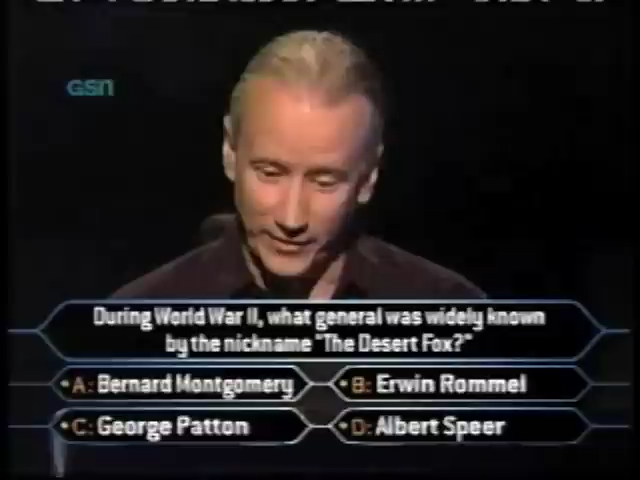 GSN
During World War II, what general was widely known
by the nickname "The Desert Fox?"
A: Bernard Montgomery
B: Erwin Rommel
C: George Patton
D: Albert Speer